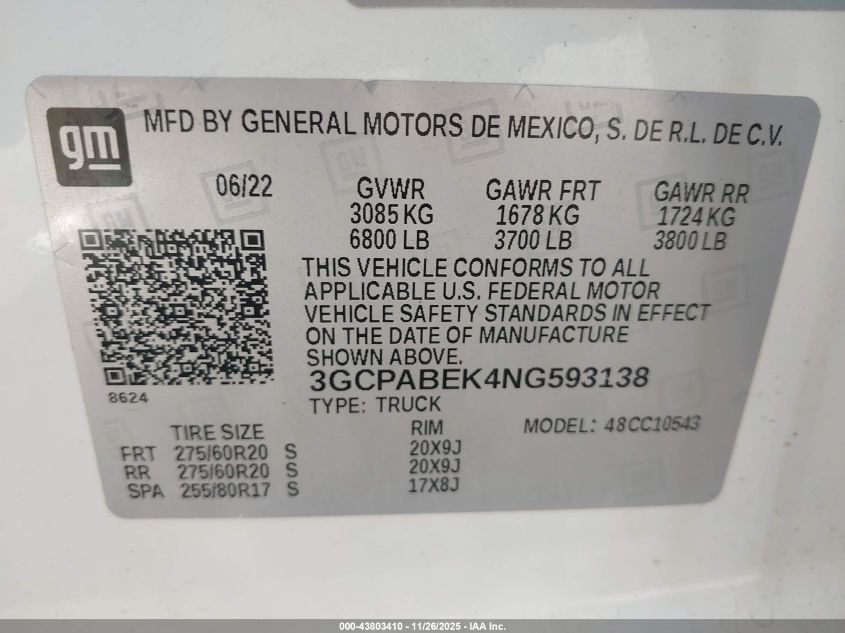 gm
MFD BY GENERAL MOTORS DE MEXICO, S. DE R.L. DE C.V.
06/22 GVWR GAWR FRT GAWR RR
3085 KG 1678 KG 1724 KG
6800 LB 3700 LB 3800 LB
THIS VEHICLE CONFORMS TO ALL
APPLICABLE U.S. FEDERAL MOTOR
VEHICLE SAFETY STANDARDS IN EFFECT
ON THE DATE OF MANUFACTURE
SHOWN ABOVE.
3GCPABEK4NG593138
8624
TYPE: TRUCK
TIRE SIZE RIM MODEL: 48CC10543
FRT 275/60R20 S 20X9J
RR 275/60R20 S 20X9J
SPA 255/80R17 S 17X8J
000-43803410 - 11/26/2025 - IAA Inc.